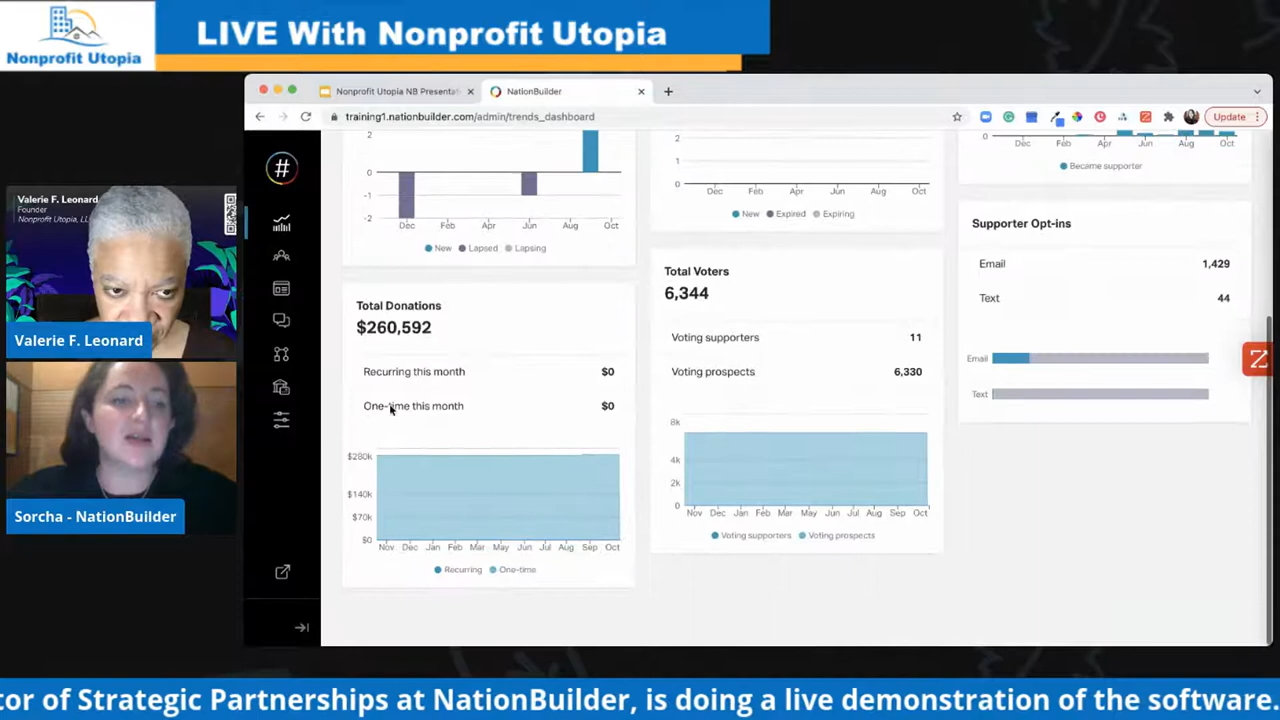 Nonprofit Utopia
LIVE With Nonprofit Utopia
Nonprofit Utopia NB Presentat
NationBuilder
training1.nationbuilder.com/admin/trends_dashboard
Update
#
2
0
-1
-2
Dec Feb Apr Jun Aug Oct
New Lapsed Lapsing
2
1
0
Dec Feb Apr Jun Aug Oct
New Expired Expiring
0
Dec Feb Apr Jun Aug Oct
Became supporter
Valerie F. Leonard
Founder
Nonprofit Utopia, LL
Valerie F. Leonard
Sorcha - NationBuilder
Total Donations
$260,592
Recurring this month $0
One-time this month $0
$280k
$140k
$70k
$0
Nov Dec Jan Feb Mar May Jun Jul Aug Sep Oct
Recurring One-time
Total Voters
6,344
Voting supporters 11
Voting prospects 6,330
8k
4k
2k
0
Nov Dec Jan Feb Mar May Jun Jul Aug Sep Oct
Voting supporters Voting prospects
Supporter Opt-ins
Email 1,429
Text 44
Email
Text
Z
tor of Strategic Partnerships at NationBuilder, is doing a live demonstration of the software.